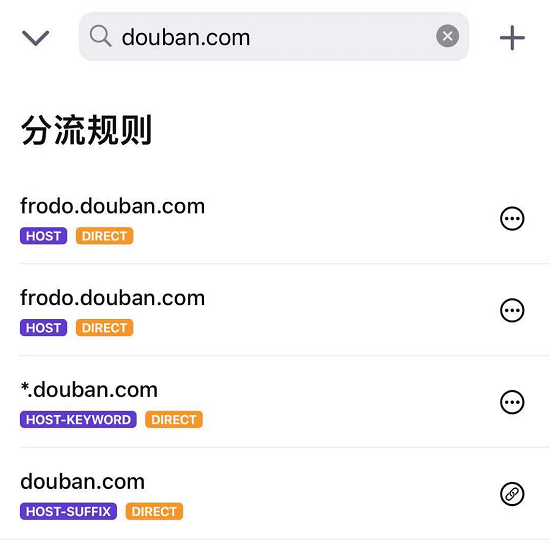 douban.com
分流规则
frodo.douban.com
HOST DIRECT
frodo.douban.com
HOST DIRECT
*.douban.com
HOST-KEYWORD DIRECT
douban.com
HOST-SUFFIX DIRECT